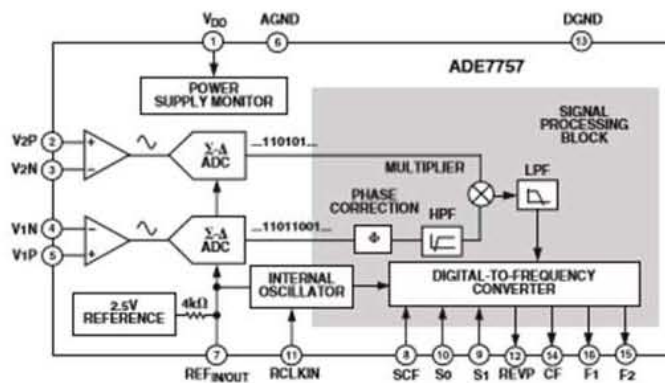 VDD
AGND
DGND
1
6
13
ADE7757
POWER
SUPPLY MONITOR
SIGNAL
PROCESSING
BLOCK
V2P 2 +
V2N 3 −
Σ-Δ
ADC
...110101...
MULTIPLIER
LPF
PHASE
CORRECTION
HPF
V1N 4 −
V1P 5 +
Σ-Δ
ADC
...11011001...
Φ
2.5V
REFERENCE
4kΩ
INTERNAL
OSCILLATOR
DIGITAL-TO-FREQUENCY
CONVERTER
7
11
8
10
9
12
14
16
15
REFIN/OUT
RCLKIN
SCF
S0
S1
REVP
CF
F1
F2